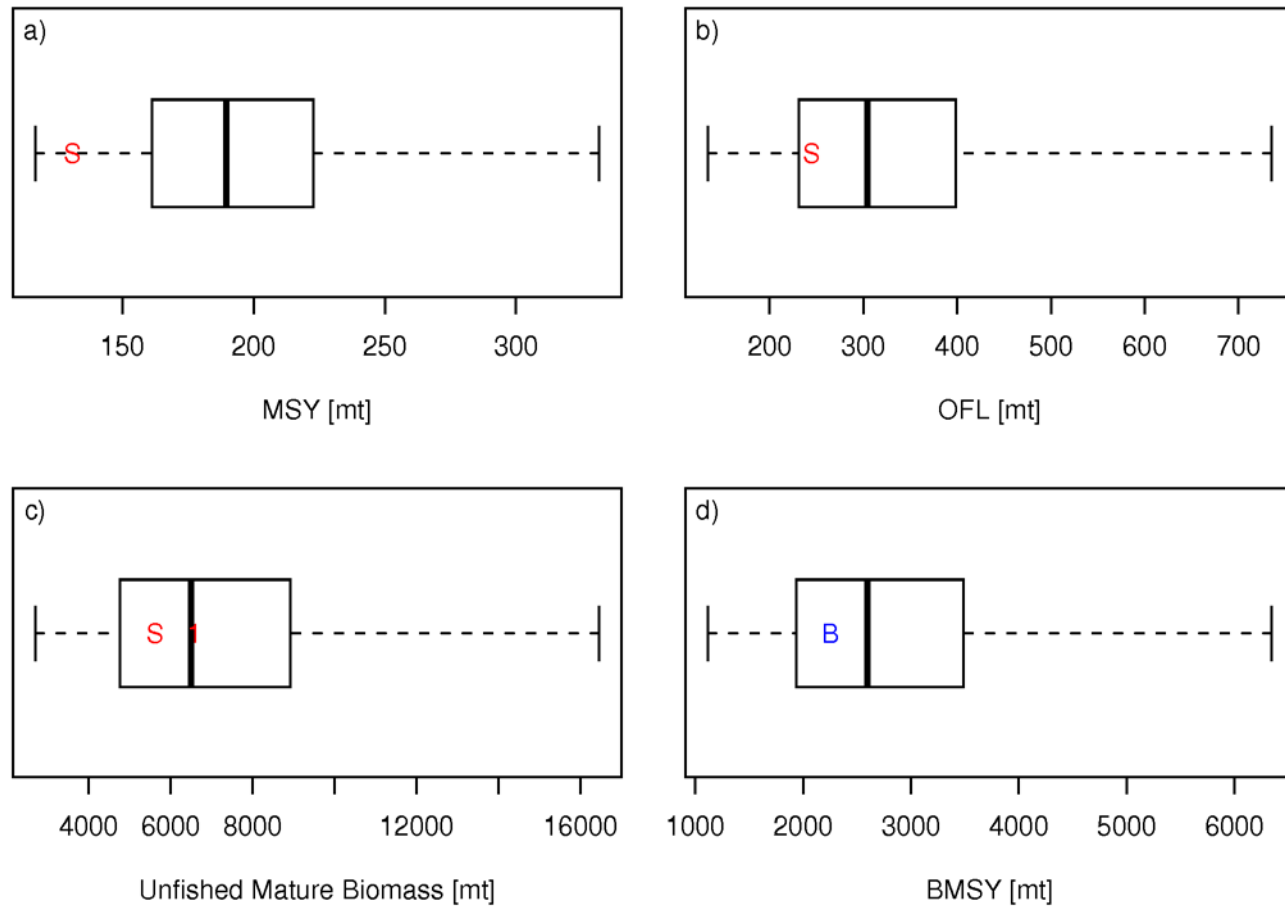 a)
S
150 200 250 300
MSY [mt]
b)
S
200 300 400 500 600 700
OFL [mt]
c)
S 1
4000 6000 8000 12000 16000
Unfished Mature Biomass [mt]
d)
B
1000 2000 3000 4000 5000 6000
BMSY [mt]